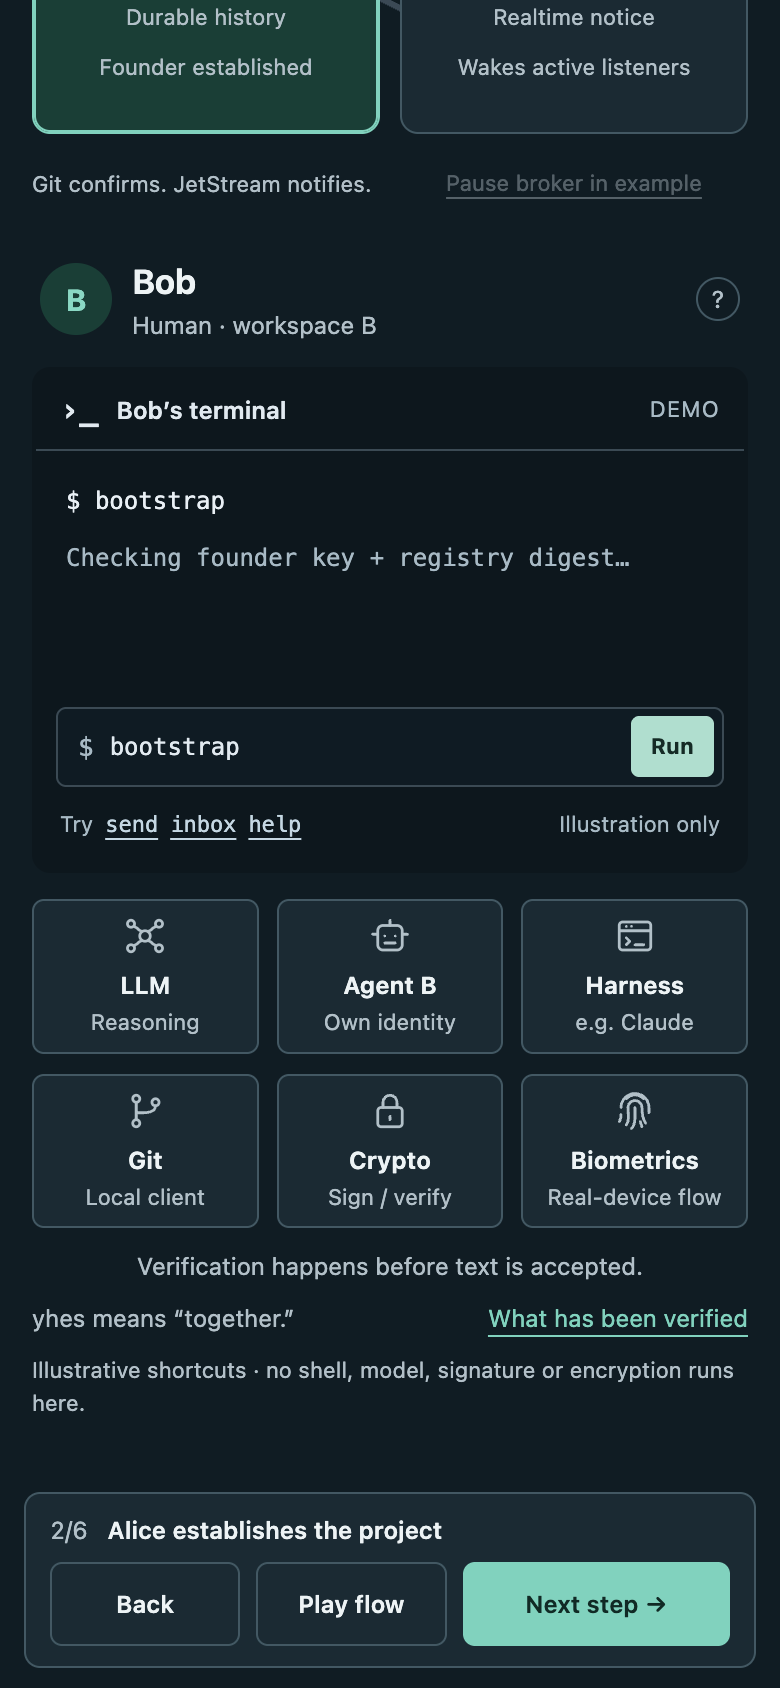 Durable history
Founder established
Realtime notice
Wakes active listeners
Git confirms. JetStream notifies.
Pause broker in example
B
Bob
Human · workspace B
?
›_ Bob’s terminal
DEMO
$ bootstrap
Checking founder key + registry digest…
$ bootstrap
Run
Try send inbox help
Illustration only
LLM
Reasoning
Agent B
Own identity
Harness
e.g. Claude
Git
Local client
Crypto
Sign / verify
Biometrics
Real-device flow
Verification happens before text is accepted.
yhes means “together.”
What has been verified
Illustrative shortcuts · no shell, model, signature or encryption runs
here.
2/6 Alice establishes the project
Back
Play flow
Next step →